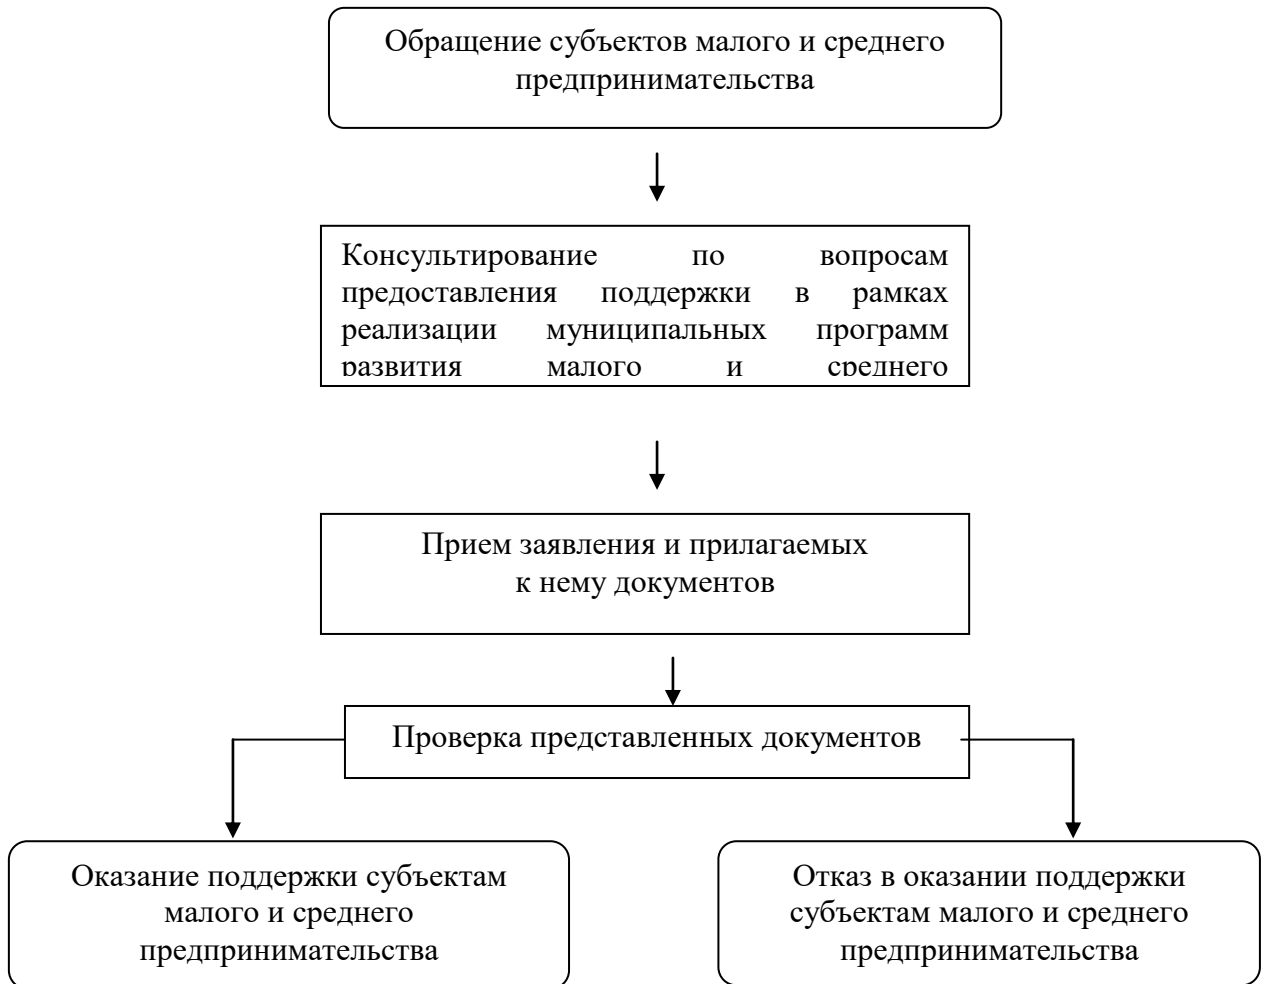 Обращение субъектов малого и среднего
предпринимательства
Консультирование по вопросам
предоставления поддержки в рамках
реализации муниципальных программ
развития малого и среднего
Прием заявления и прилагаемых
к нему документов
Проверка представленных документов
Оказание поддержки субъектам
малого и среднего
предпринимательства
Отказ в оказании поддержки
субъектам малого и среднего
предпринимательства